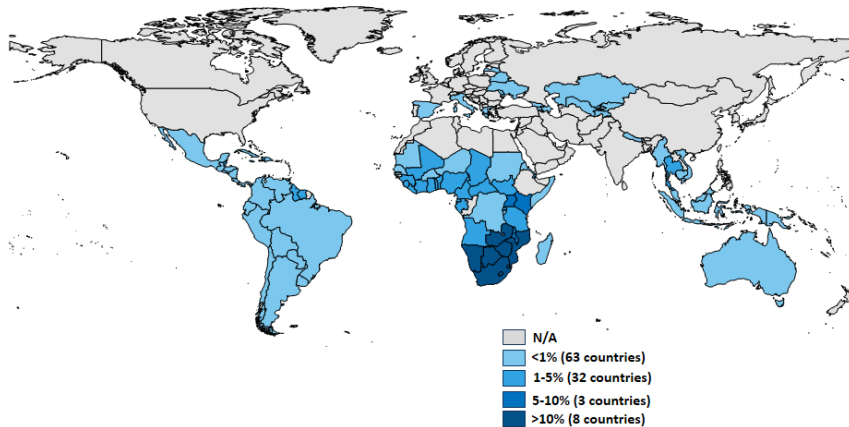 N/A
<1% (63 countries)
1-5% (32 countries)
5-10% (3 countries)
>10% (8 countries)